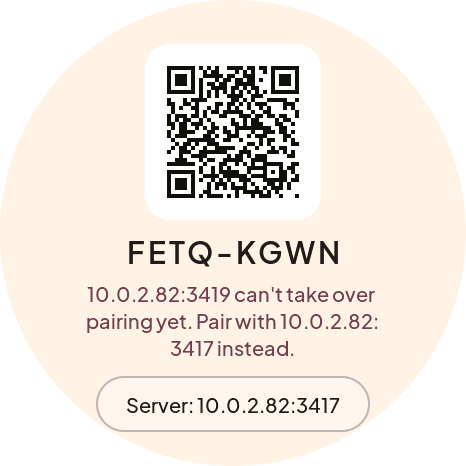 FETQ-KGWN
10.0.2.82:3419 can't take over
pairing yet. Pair with 10.0.2.82:
3417 instead.
Server: 10.0.2.82:3417